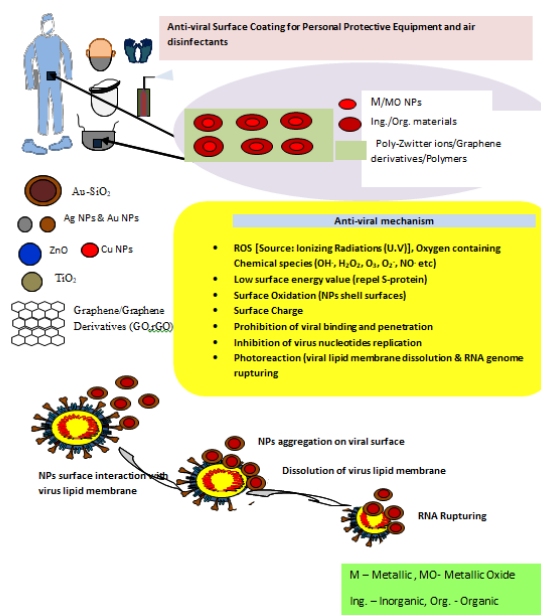 Anti-viral Surface Coating for Personal Protective Equipment and air
disinfectants
M/MO NPs
Ing./Org. materials
Poly-Zwitter ions/Graphene
derivatives/Polymers
Au-SiO₂
Ag NPs & Au NPs
ZnO
Cu NPs
TiO₂
Graphene/Graphene
Derivatives (GO,rGO)
Anti-viral mechanism
• ROS [Source: Ionizing Radiations (U.V)], Oxygen containing
Chemical species (OH·, H₂O₂, O₃, O₂⁻, NO· etc)
• Low surface energy value (repel S-protein)
• Surface Oxidation (NPs shell surfaces)
• Surface Charge
• Prohibition of viral binding and penetration
• Inhibition of virus nucleotides replication
• Photoreaction (viral lipid membrane dissolution & RNA genome
rupturing
NPs surface interaction with
virus lipid membrane
NPs aggregation on viral surface
Dissolution of virus lipid membrane
RNA Rupturing
M – Metallic , MO- Metallic Oxide
Ing. – Inorganic, Org. - Organic